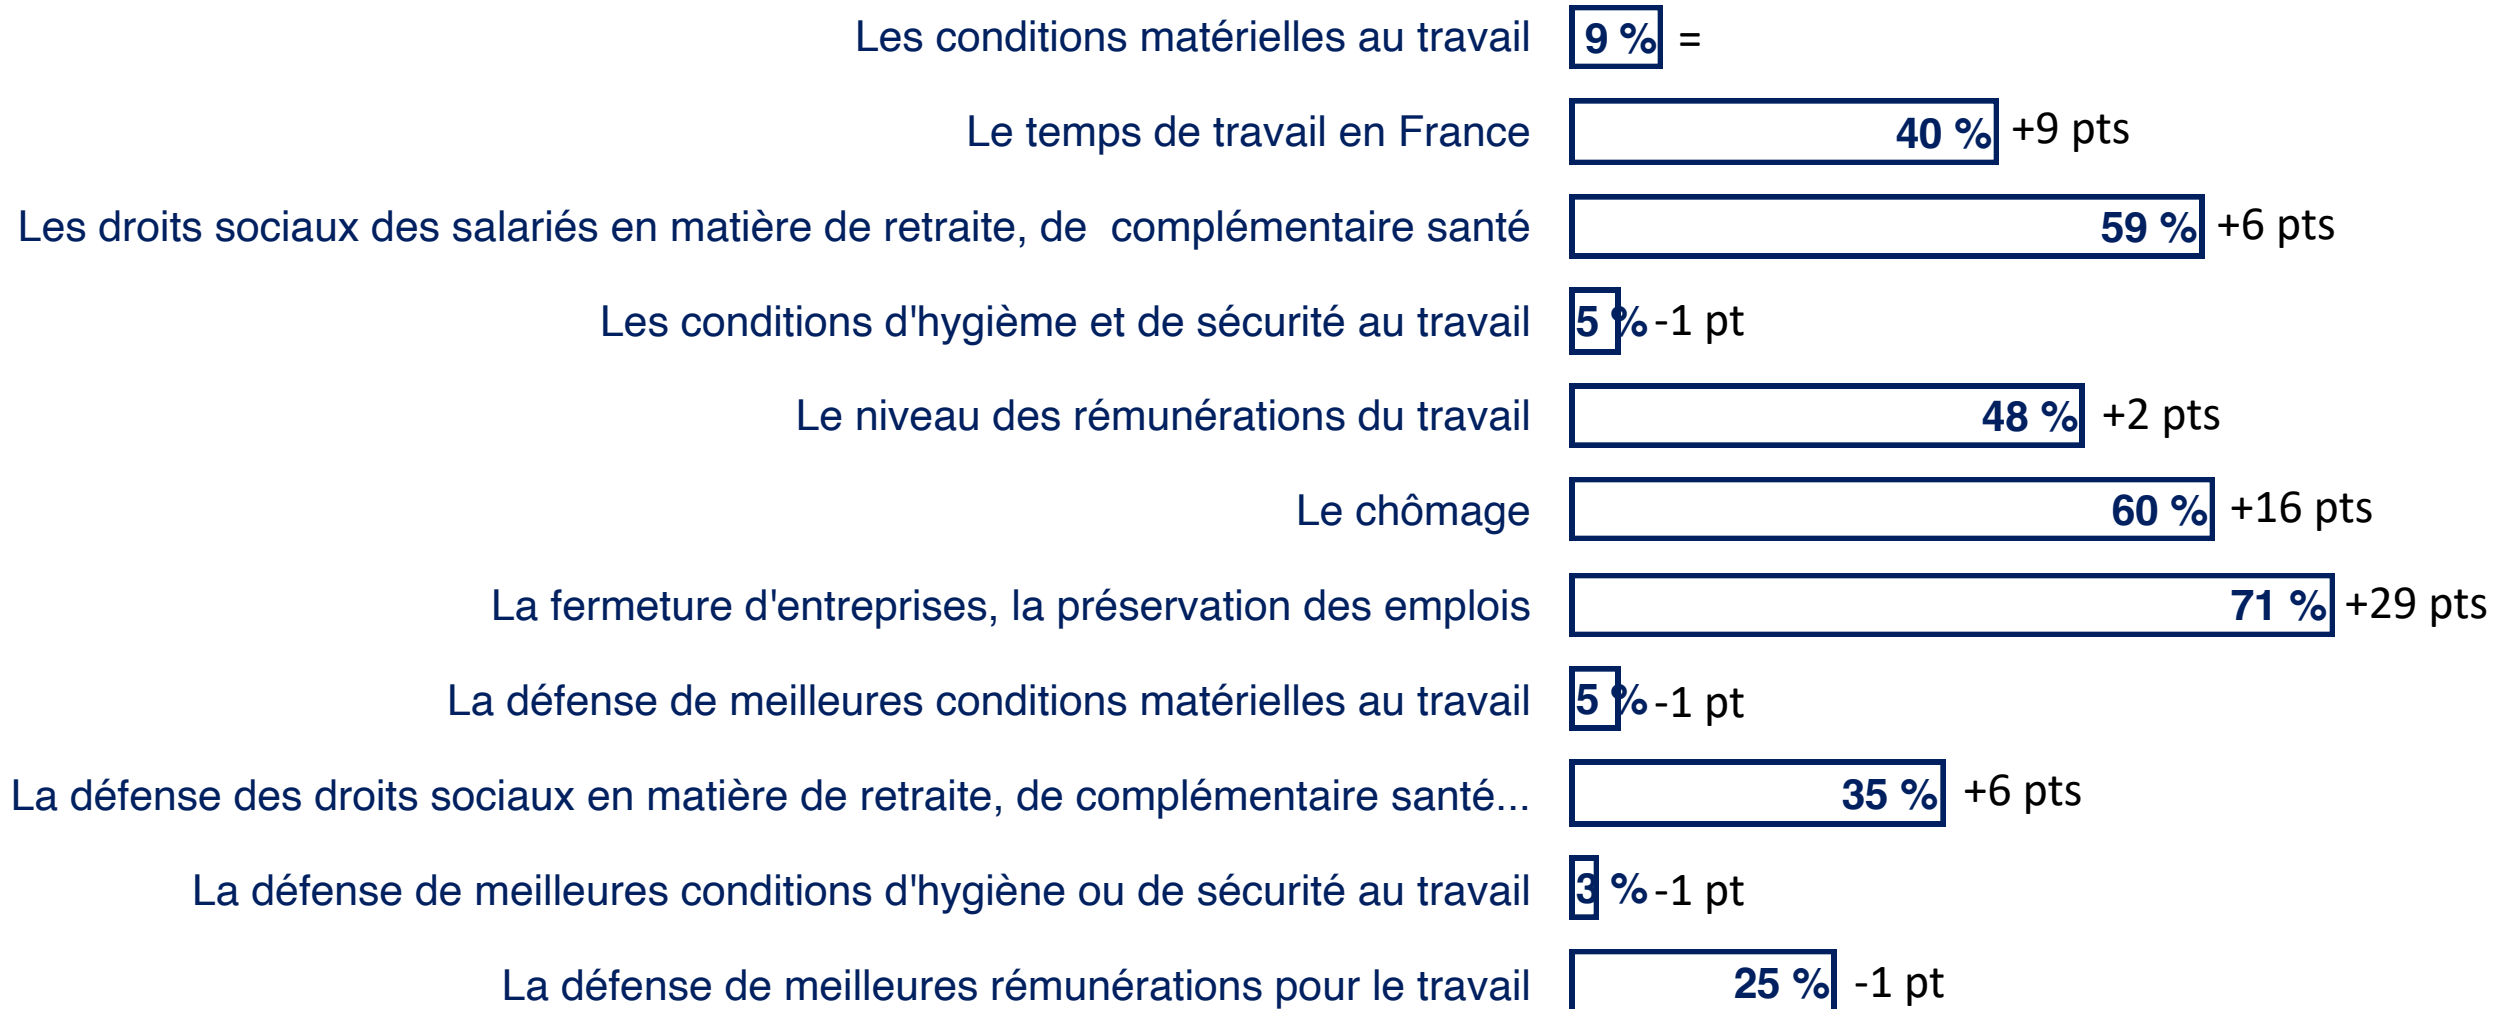 Les conditions matérielles au travail 9 % =
Le temps de travail en France 40 % +9 pts
Les droits sociaux des salariés en matière de retraite, de  complémentaire santé 59 % +6 pts
Les conditions d'hygième et de sécurité au travail 5 % -1 pt
Le niveau des rémunérations du travail 48 % +2 pts
Le chômage 60 % +16 pts
La fermeture d'entreprises, la préservation des emplois 71 % +29 pts
La défense de meilleures conditions matérielles au travail 5 % -1 pt
La défense des droits sociaux en matière de retraite, de complémentaire santé... 35 % +6 pts
La défense de meilleures conditions d'hygiène ou de sécurité au travail 3 % -1 pt
La défense de meilleures rémunérations pour le travail 25 % -1 pt